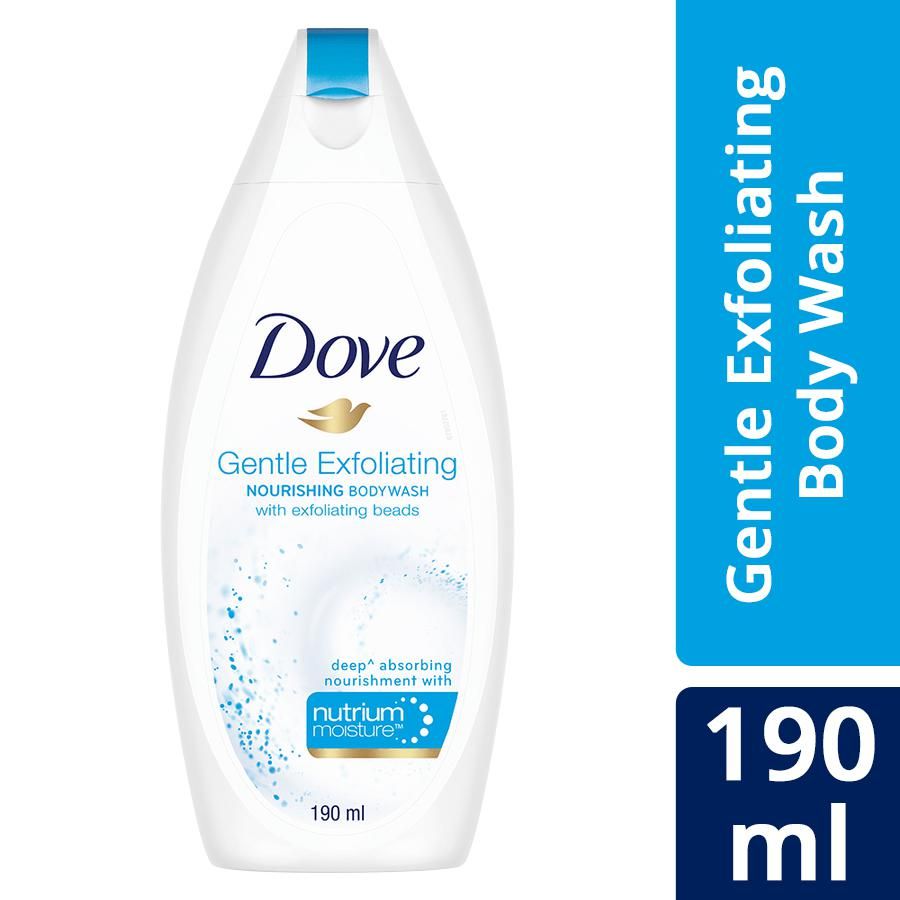 Dove
Gentle Exfoliating
NOURISHING BODYWASH
with exfoliating beads
deep^ absorbing
nourishment with
nutrium
moisture™
190 ml
Gentle Exfoliating
Body Wash
190
ml